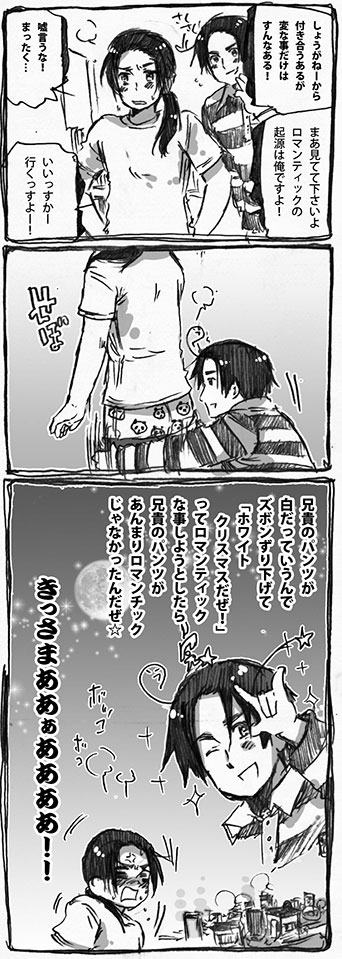 しょうがねーから
付き合うあるが
変な事だけは
すんなある！
まあ見てて下さいよ
ロマンティックの
起源は俺ですよ！
嘘言うな！
まったく…
いいっすかー
行くっすよー！
兄貴のパンツが
白だっていうんで
ズボンずり下げて
「ホワイト
クリスマスだぜ！」
ってロマンティック
な事しようとしたら
兄貴のパンツが
あんまりロマンチック
じゃなかったんだぜ☆
きっさまああぁあああああ！！